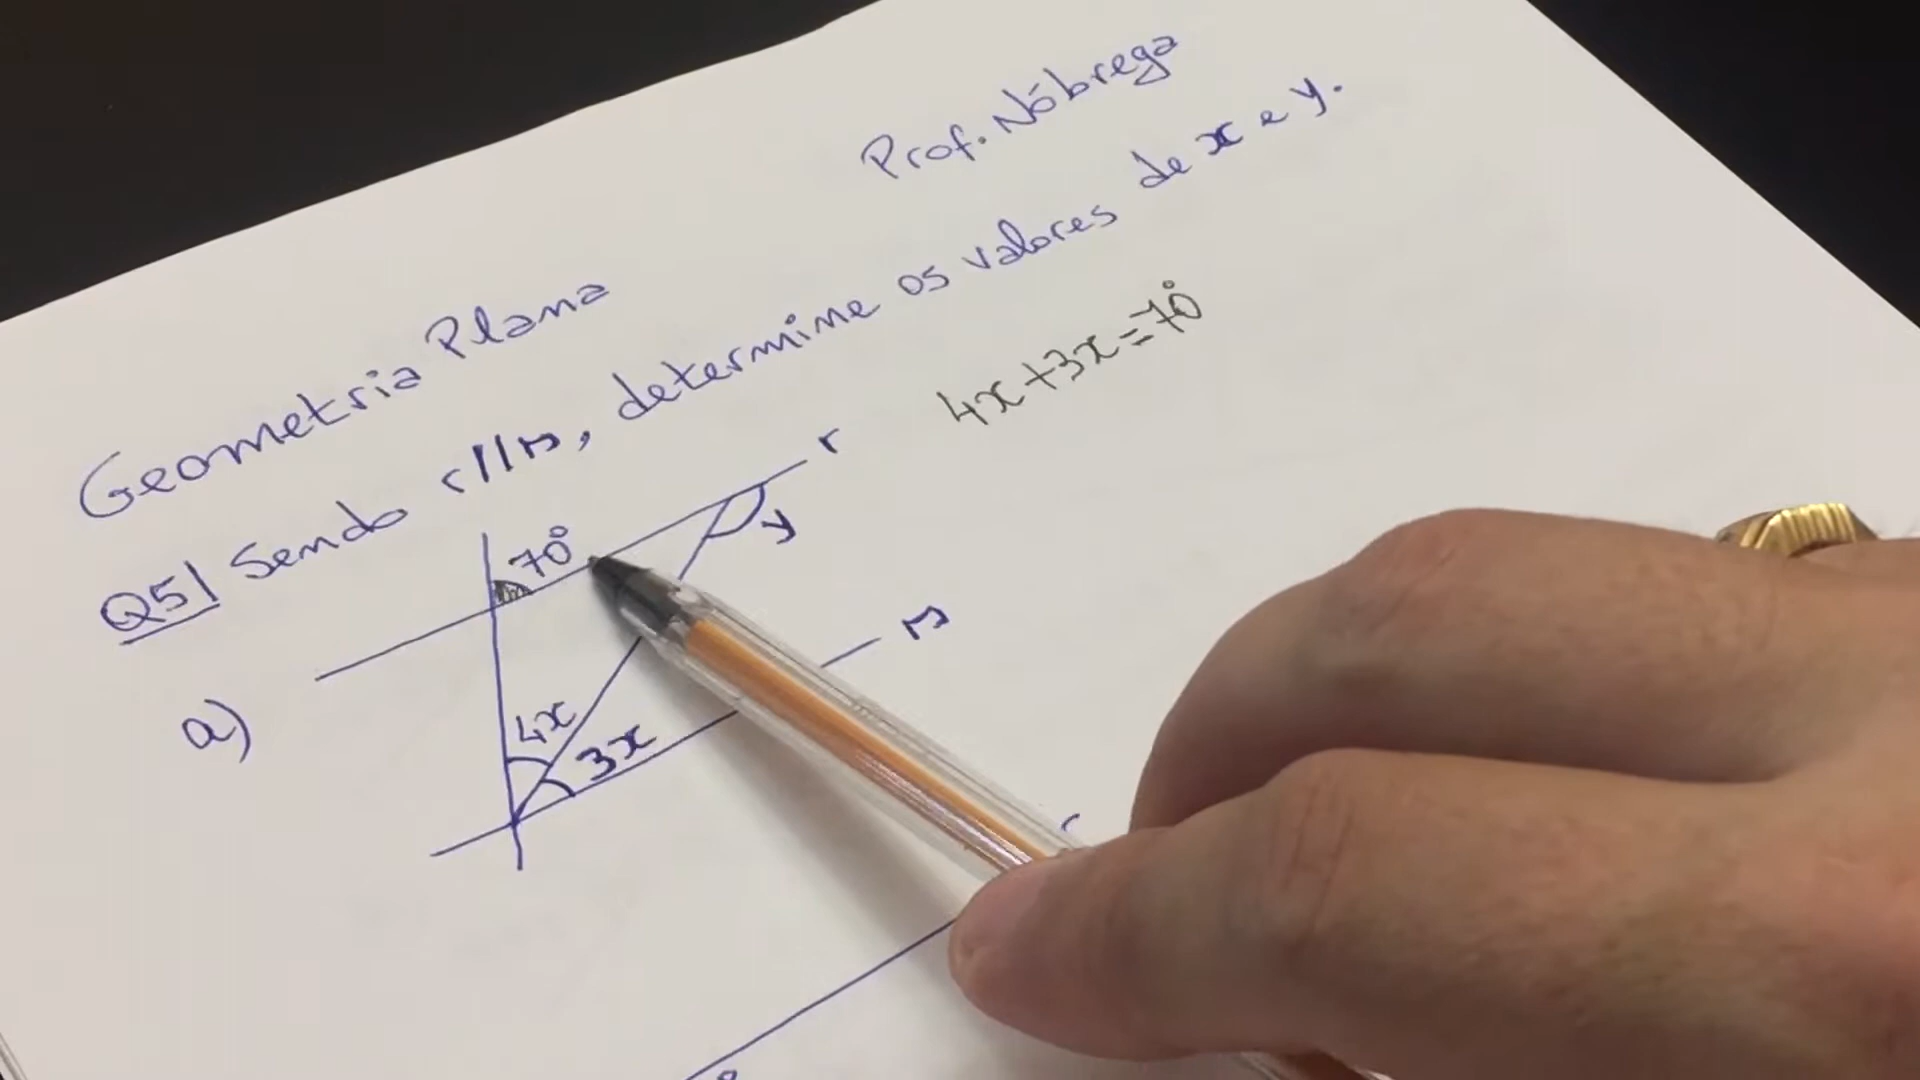 Prof. Nóbrega
Geometria Plana
Q5| Sendo r//s, determine os valores de x e y.
4x+3x=70°
a)
r
70°
y
s
4x
3x
r